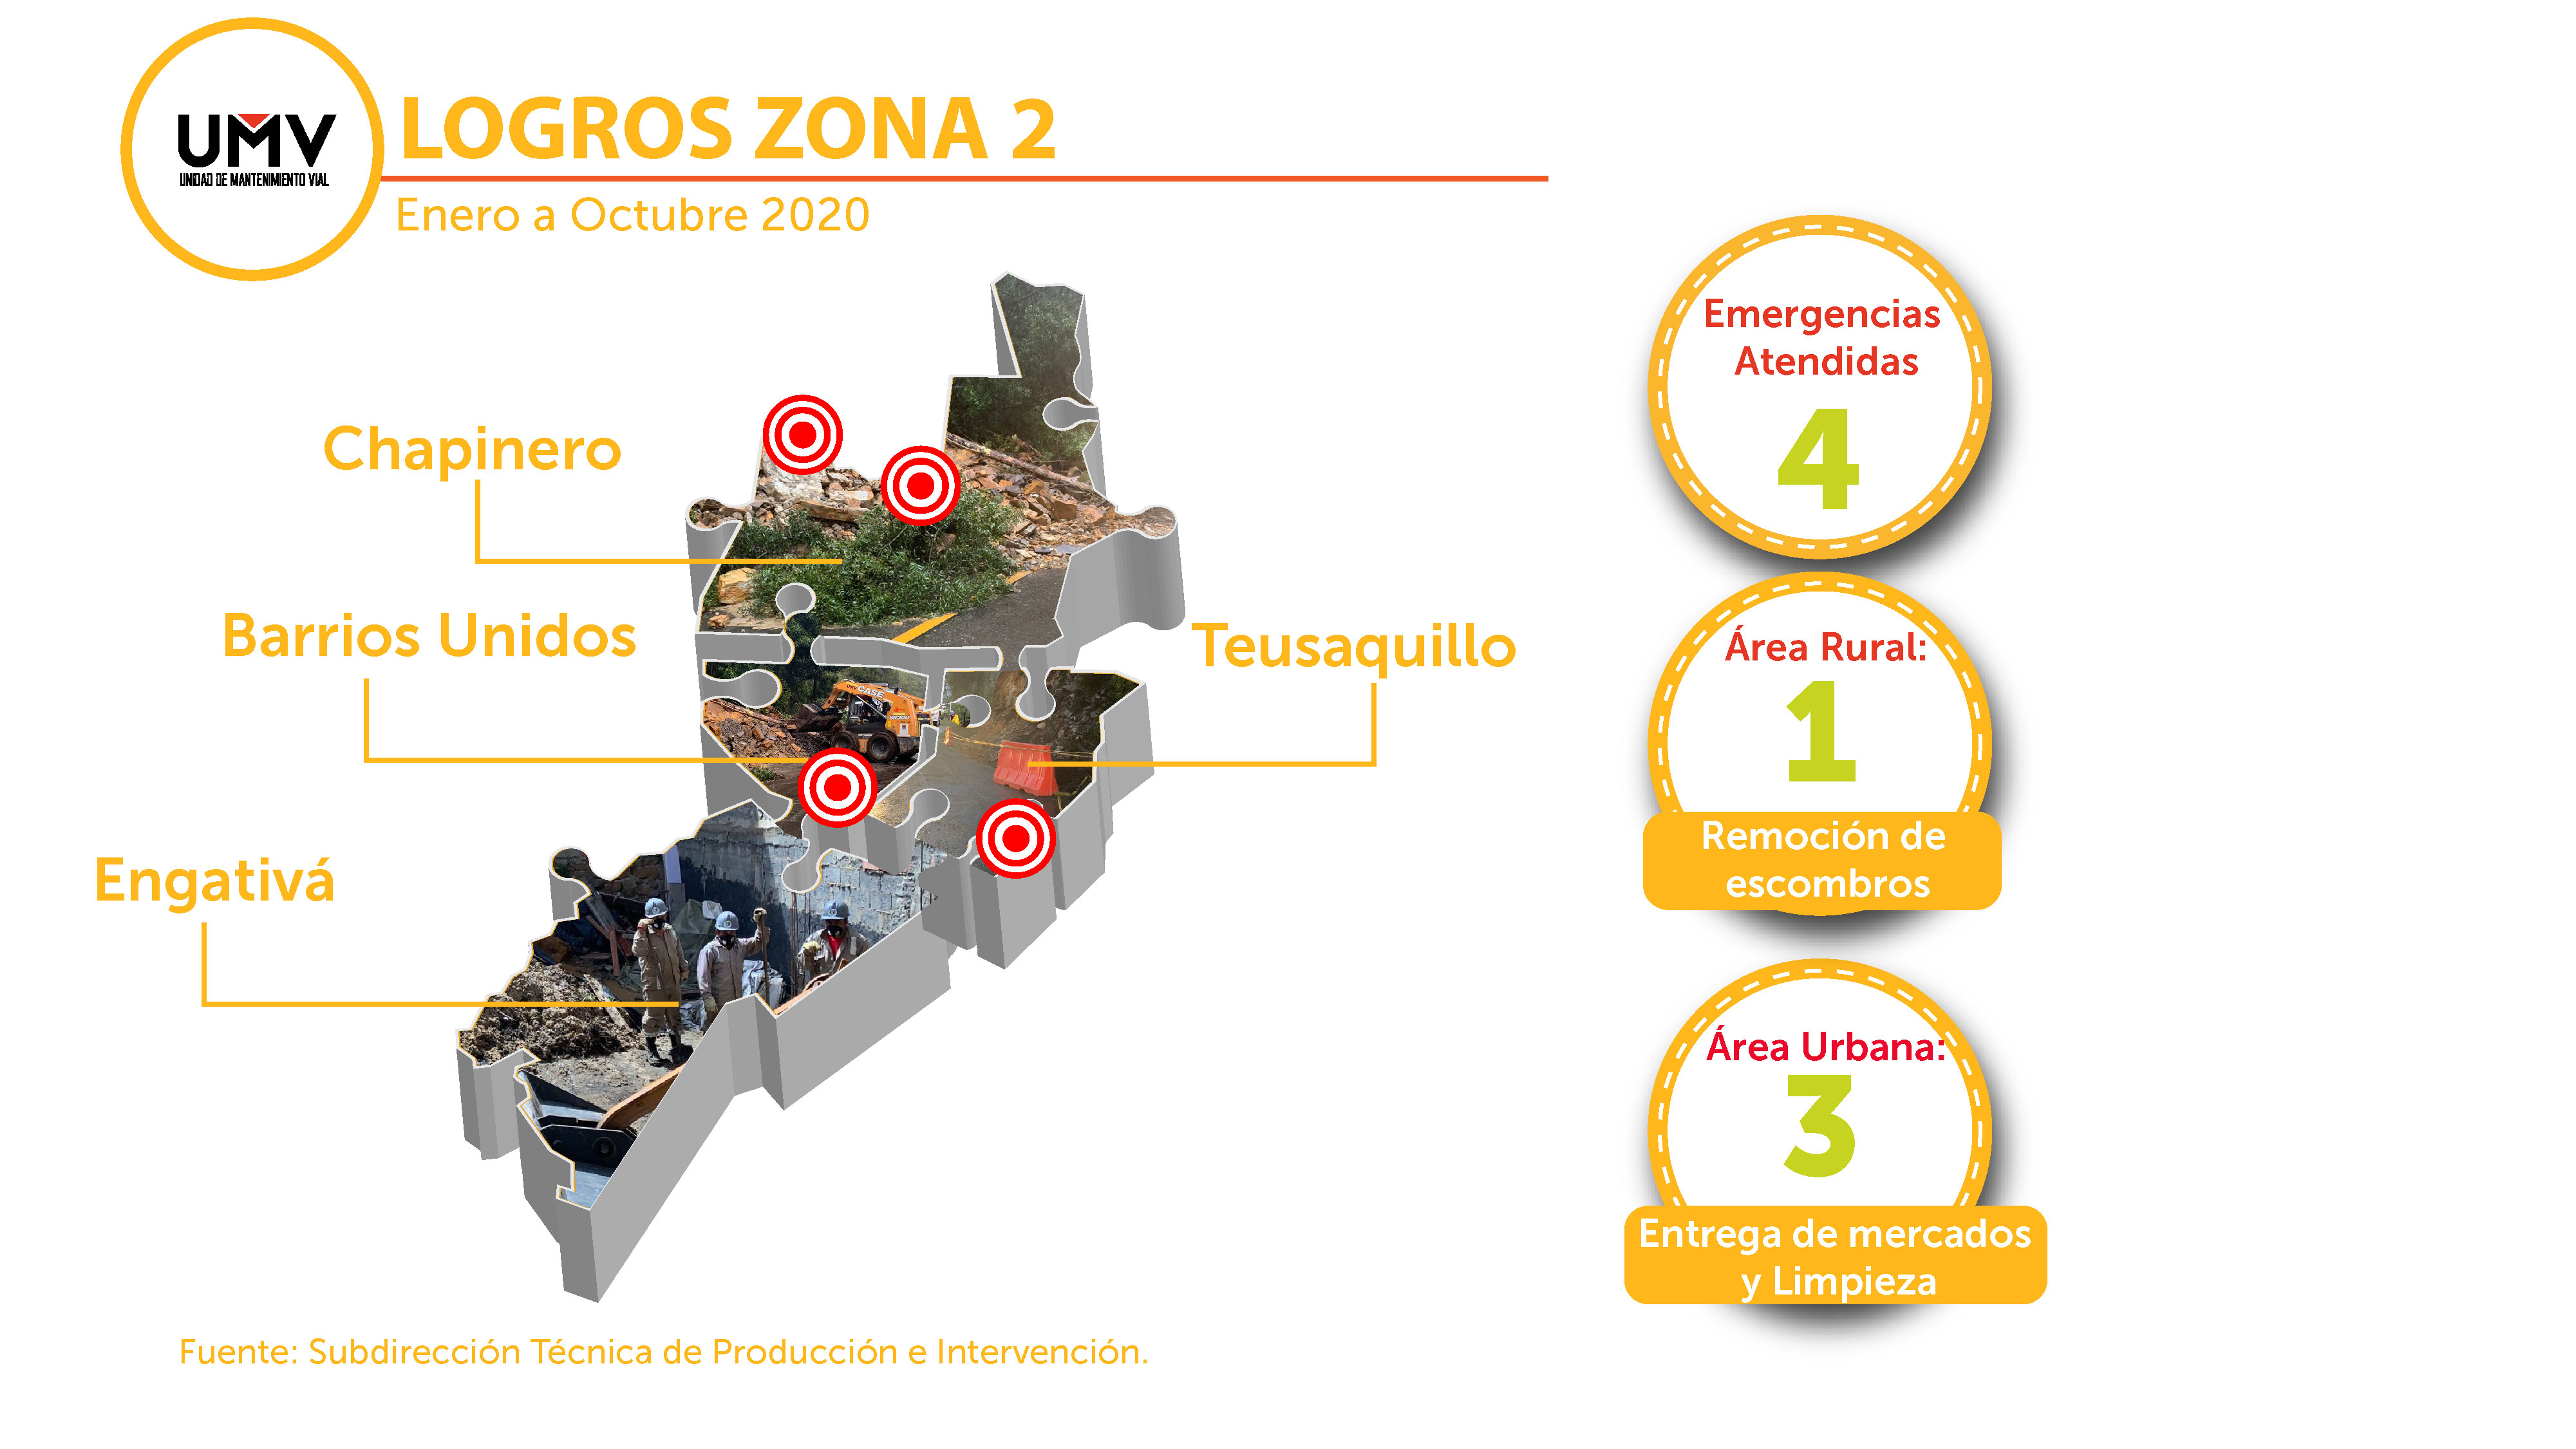 UMV
UNIDAD DE MANTENIMIENTO VIAL
LOGROS ZONA 2
Enero a Octubre 2020
Chapinero
Barrios Unidos
Teusaquillo
Engativá
CASE
Emergencias
Atendidas
4
Área Rural:
1
Remoción de
escombros
Área Urbana:
3
Entrega de mercados
y Limpieza
Fuente: Subdirección Técnica de Producción e Intervención.